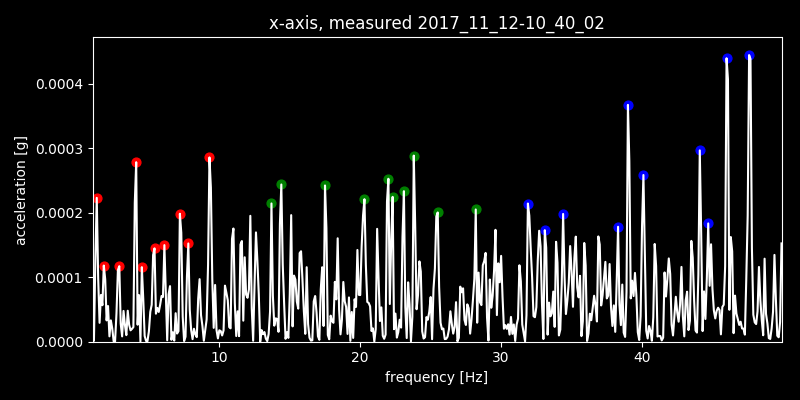 x-axis, measured 2017_11_12-10_40_02
acceleration [g]
0.0004
0.0003
0.0002
0.0001
0.0000
10 20 30 40
frequency [Hz]